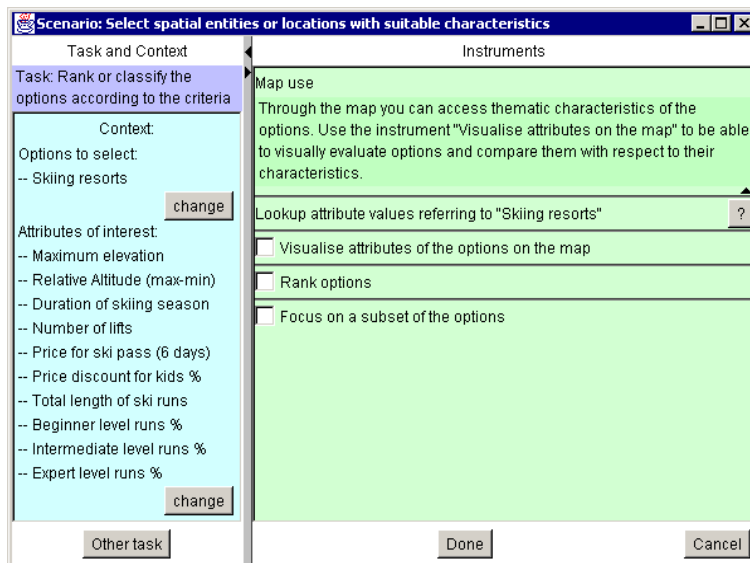 Scenario: Select spatial entities or locations with suitable characteristics
Task and Context
Task: Rank or classify the
options according to the criteria
Context:
Options to select:
-- Skiing resorts
change
Attributes of interest:
-- Maximum elevation
-- Relative Altitude (max-min)
-- Duration of skiing season
-- Number of lifts
-- Price for ski pass (6 days)
-- Price discount for kids %
-- Total length of ski runs
-- Beginner level runs %
-- Intermediate level runs %
-- Expert level runs %
change
Other task
Instruments
Map use
Through the map you can access thematic characteristics of the
options. Use the instrument "Visualise attributes on the map" to be able
to visually evaluate options and compare them with respect to their
characteristics.
Lookup attribute values referring to "Skiing resorts"
?
Visualise attributes of the options on the map
Rank options
Focus on a subset of the options
Done
Cancel